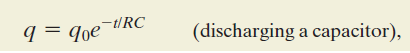 q = q₀e⁻ᵗ/ᴿᶜ (discharging a capacitor),